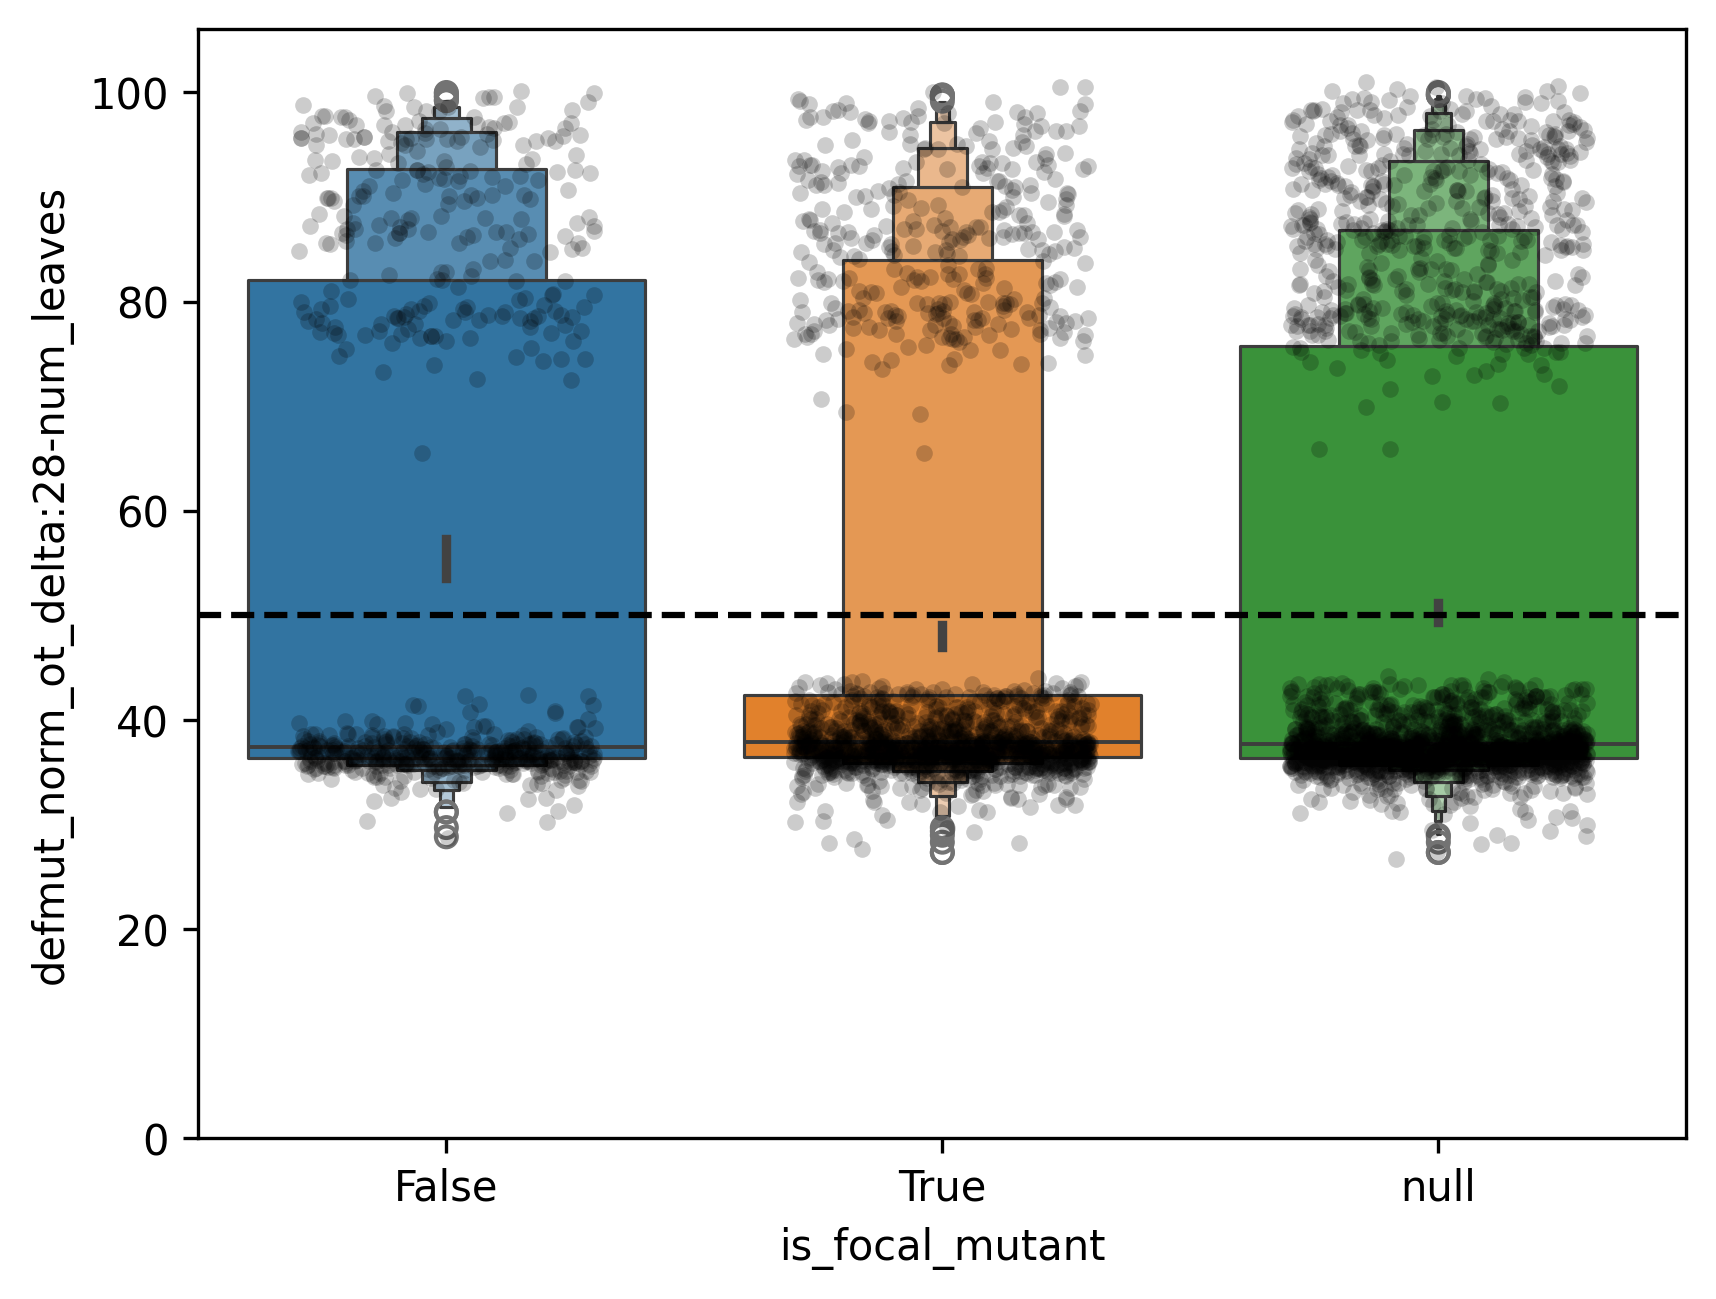 defmut_norm_ot_delta:28-num_leaves
100
80
60
40
20
0
False
True
null
is_focal_mutant